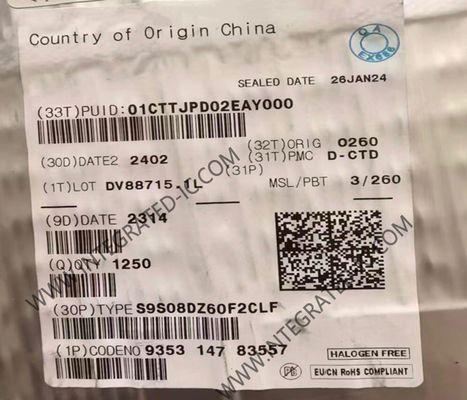 Country of Origin China
QA
EX686
SEALED DATE 26JAN24
(33T)PUID:01CTTJPD02EAY000
(32T)ORIG 0260
(30D)DATE2 2402
(31T)PMC D-CTD
(31P)
(1T)LOT DV88715.1L
MSL/PBT 3/260
(9D)DATE 2314
(Q)QTY 1250
(30P)TYPE S9S08DZ60F2CLF
(1P)CODENO 9353 147 83557
HALOGEN FREE
EU/CN RoHS COMPLIANT
WWW.INTEGRATED-IC.COM
WWW.INTEGRATED-IC.COM